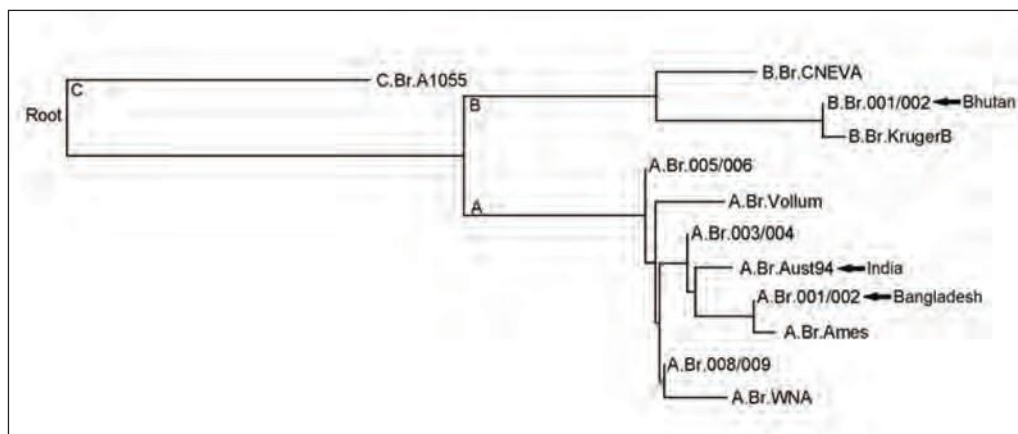 B.Br.CNEVA
C
C.Br.A1055
B
B.Br.001/002 Bhutan
Root
B.Br.KrugerB
A.Br.005/006
A
A.Br.Vollum
A.Br.003/004
A.Br.Aust94 India
A.Br.001/002 Bangladesh
A.Br.Ames
A.Br.008/009
A.Br.WNA